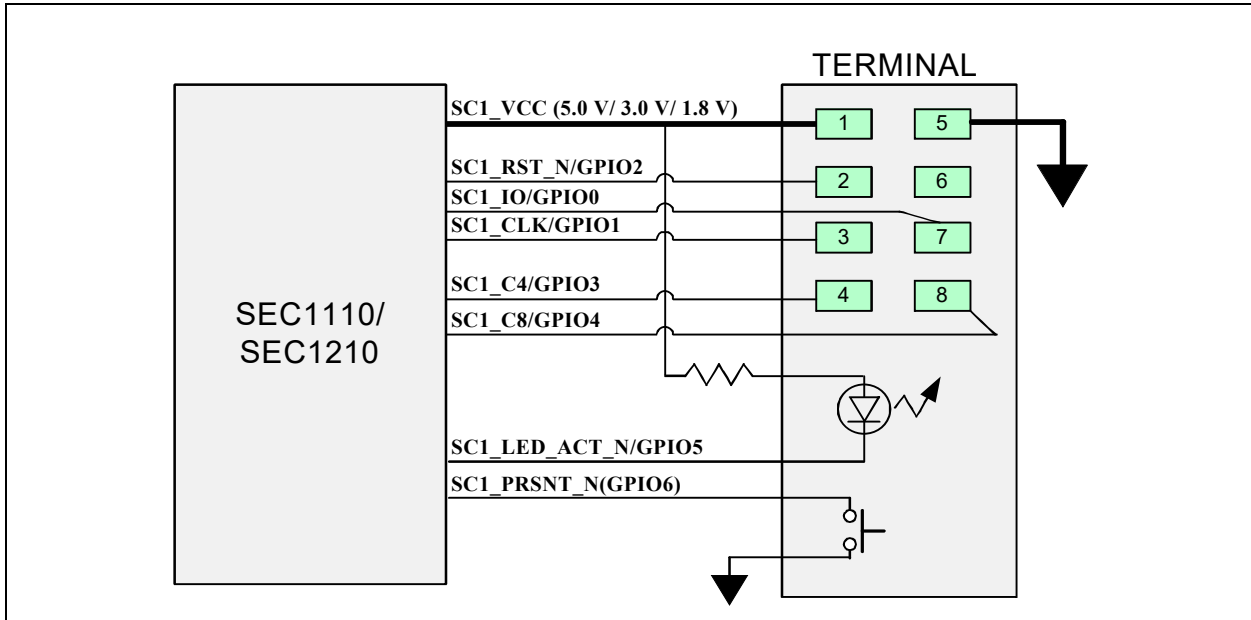 TERMINAL
SC1_VCC (5.0 V/ 3.0 V/ 1.8 V)
1
5
SC1_RST_N/GPIO2
2
6
SC1_IO/GPIO0
SC1_CLK/GPIO1
3
7
SC1_C4/GPIO3
4
8
SC1_C8/GPIO4
SEC1110/
SEC1210
SC1_LED_ACT_N/GPIO5
SC1_PRSNT_N(GPIO6)